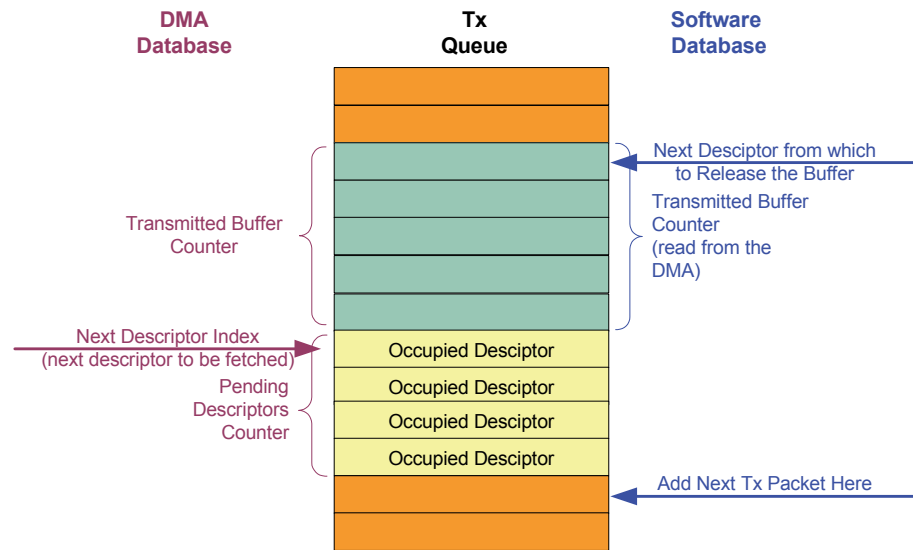 DMA
Database
Tx
Queue
Software
Database
Next Desciptor from which
to Release the Buffer
Transmitted Buffer
Counter
Transmitted Buffer
Counter
(read from the
DMA)
Next Descriptor Index
(next descriptor to be fetched)
Pending
Descriptors
Counter
Occupied Desciptor
Occupied Desciptor
Occupied Desciptor
Occupied Desciptor
Add Next Tx Packet Here